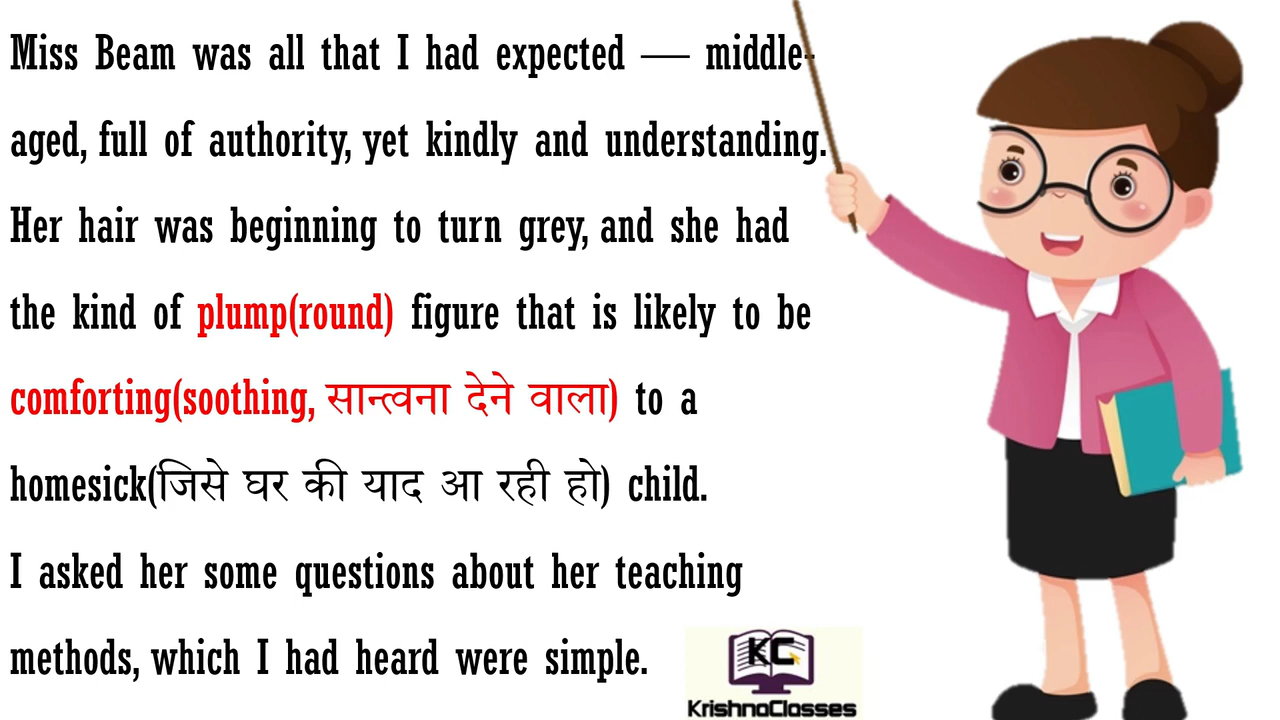 Miss Beam was all that I had expected — middle-
aged, full of authority, yet kindly and understanding.
Her hair was beginning to turn grey, and she had
the kind of plump(round) figure that is likely to be
comforting(soothing, सान्त्वना देने वाला) to a
homesick(जिसे घर की याद आ रही हो) child.
I asked her some questions about her teaching
methods, which I had heard were simple.
KC
KrishnaClasses